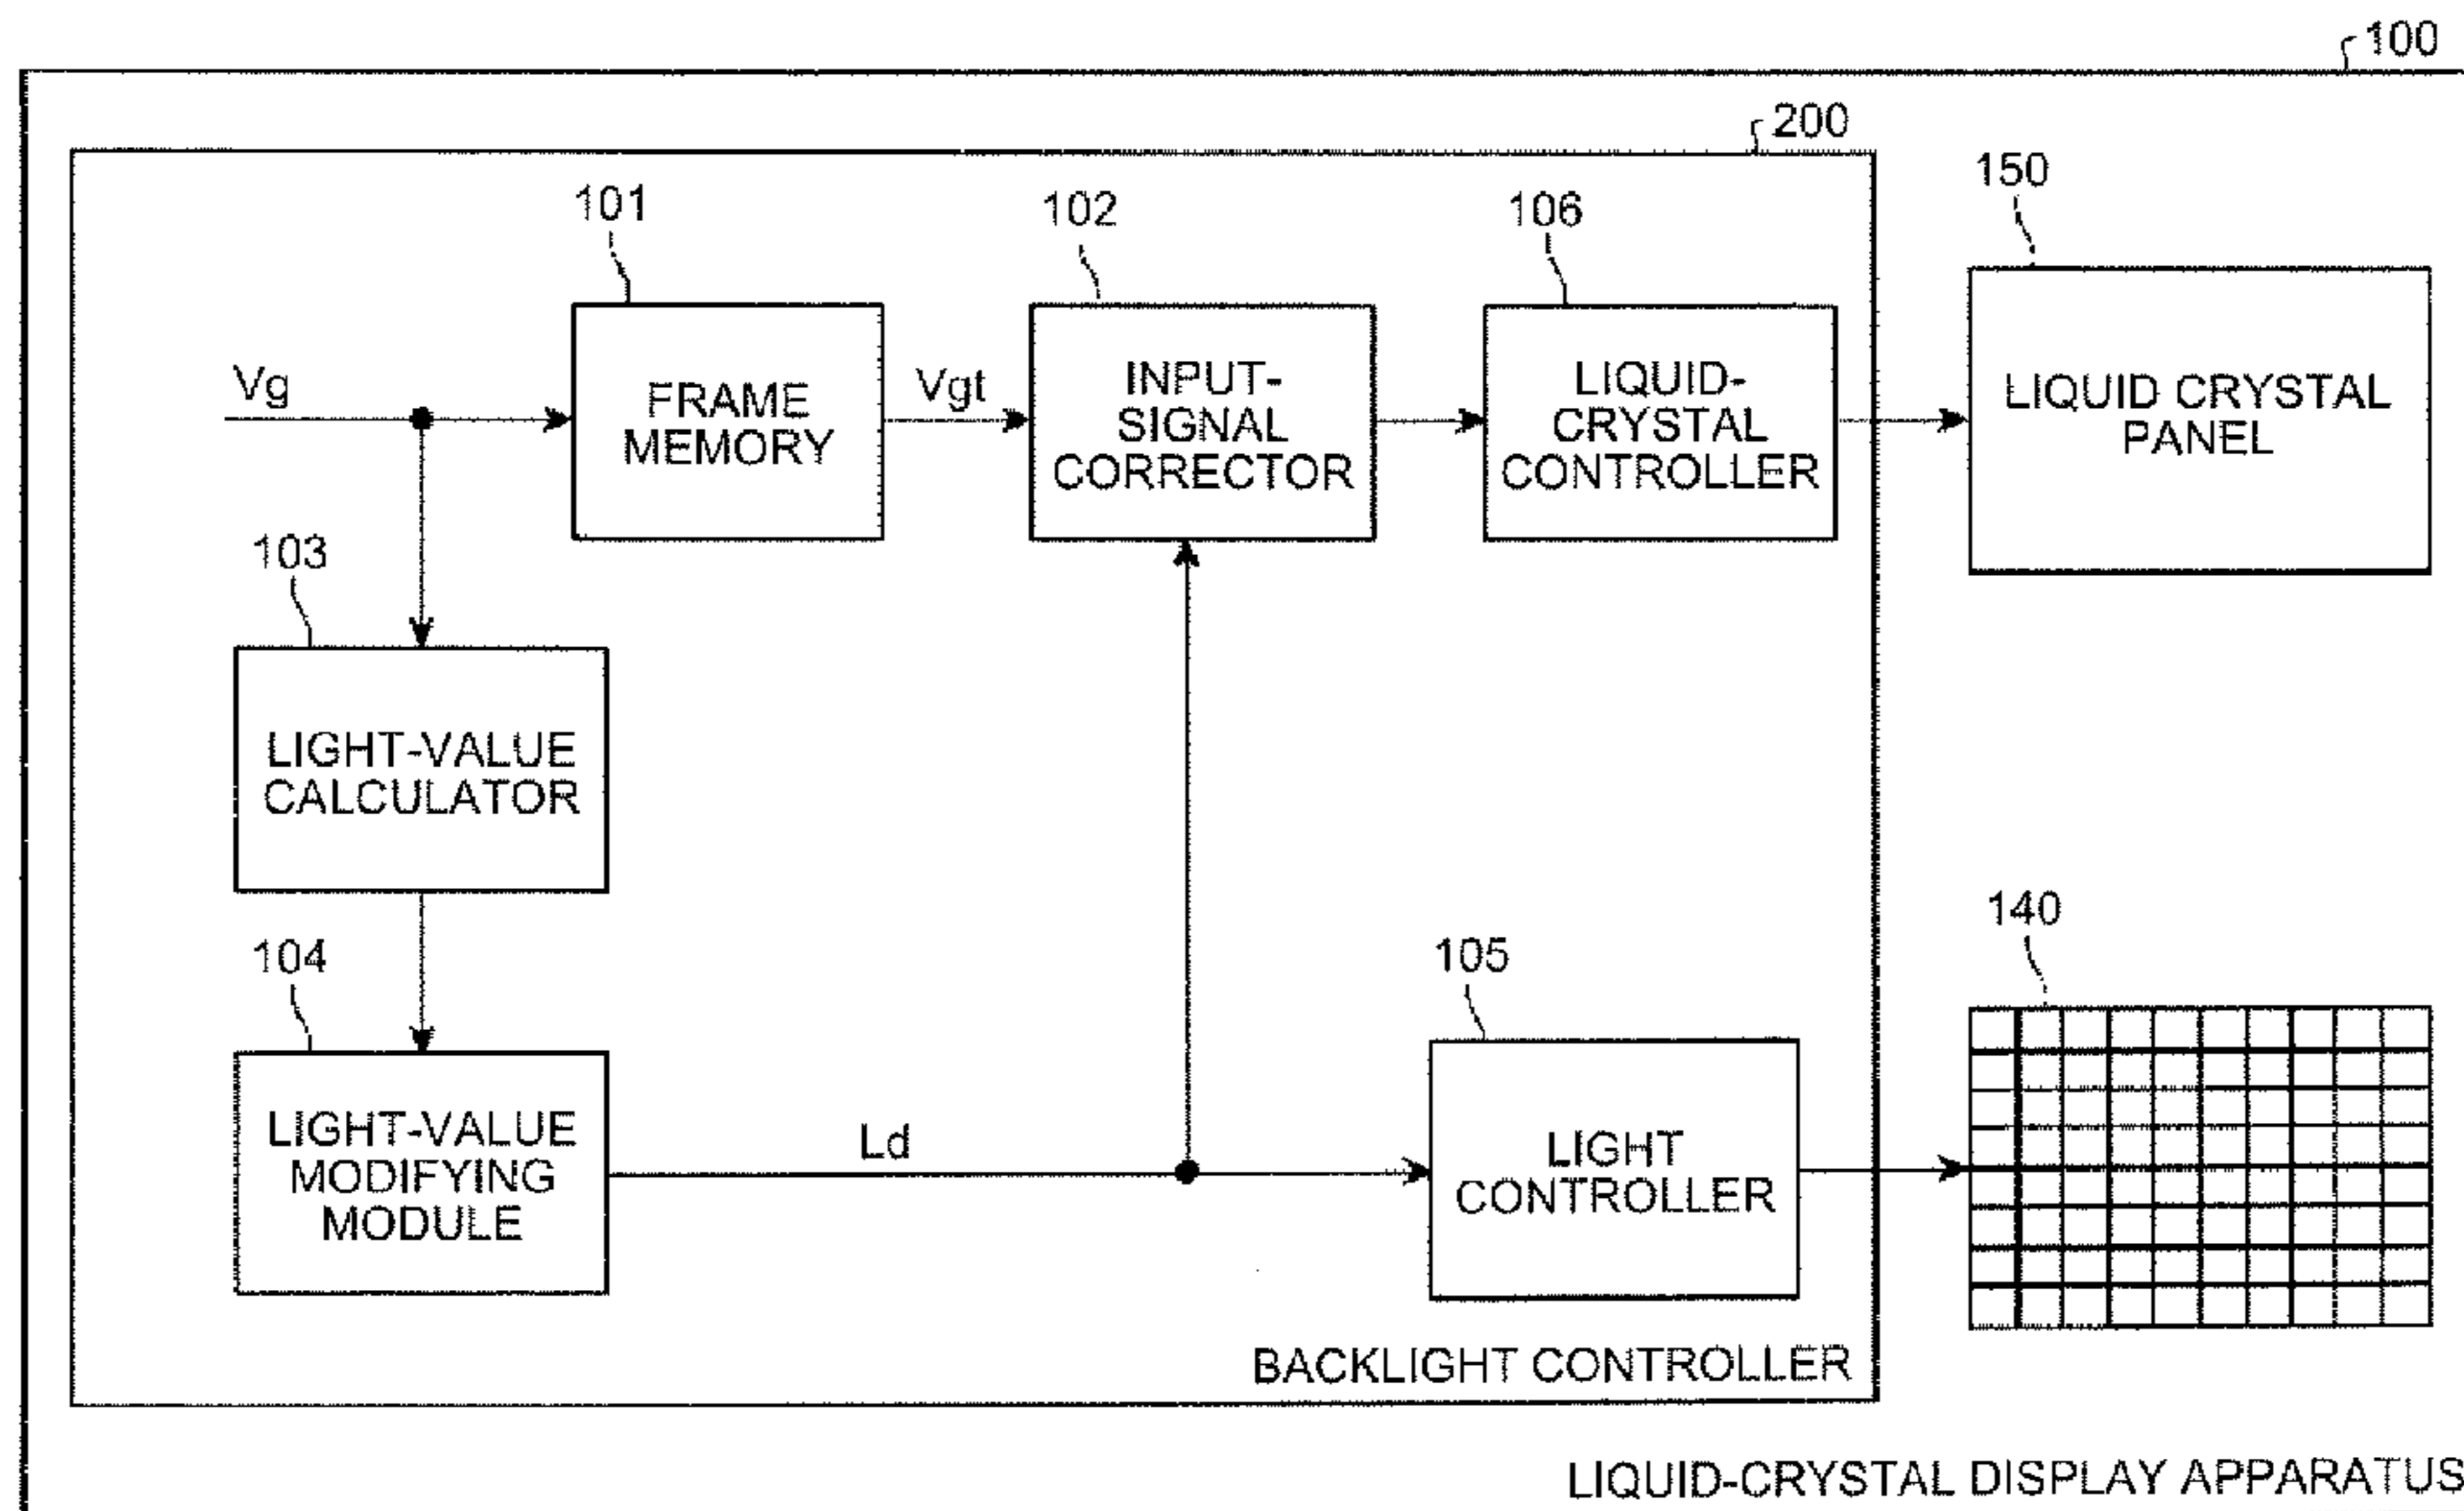 100
200
150
101
102
106
Vg
FRAME
MEMORY
Vgt
INPUT-
SIGNAL
CORRECTOR
LIQUID-
CRYSTAL
CONTROLLER
LIQUID CRYSTAL
PANEL
103
LIGHT-VALUE
CALCULATOR
104
105
140
LIGHT-VALUE
MODIFYING
MODULE
Ld
LIGHT
CONTROLLER
BACKLIGHT CONTROLLER
LIQUID-CRYSTAL DISPLAY APPARATUS